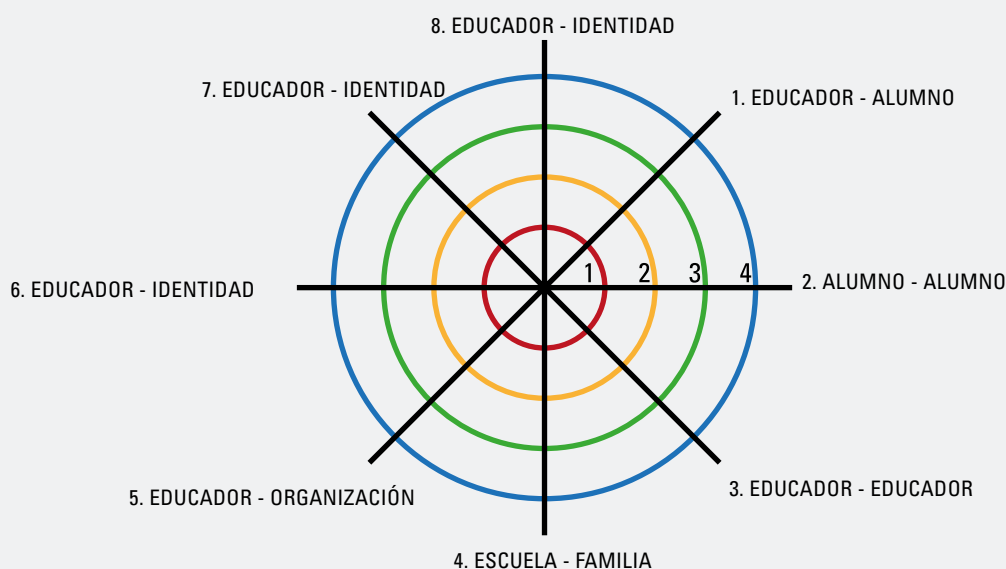 8. EDUCADOR - IDENTIDAD
7. EDUCADOR - IDENTIDAD
1. EDUCADOR - ALUMNO
1 2 3 4
2. ALUMNO - ALUMNO
6. EDUCADOR - IDENTIDAD
3. EDUCADOR - EDUCADOR
5. EDUCADOR - ORGANIZACIÓN
4. ESCUELA - FAMILIA